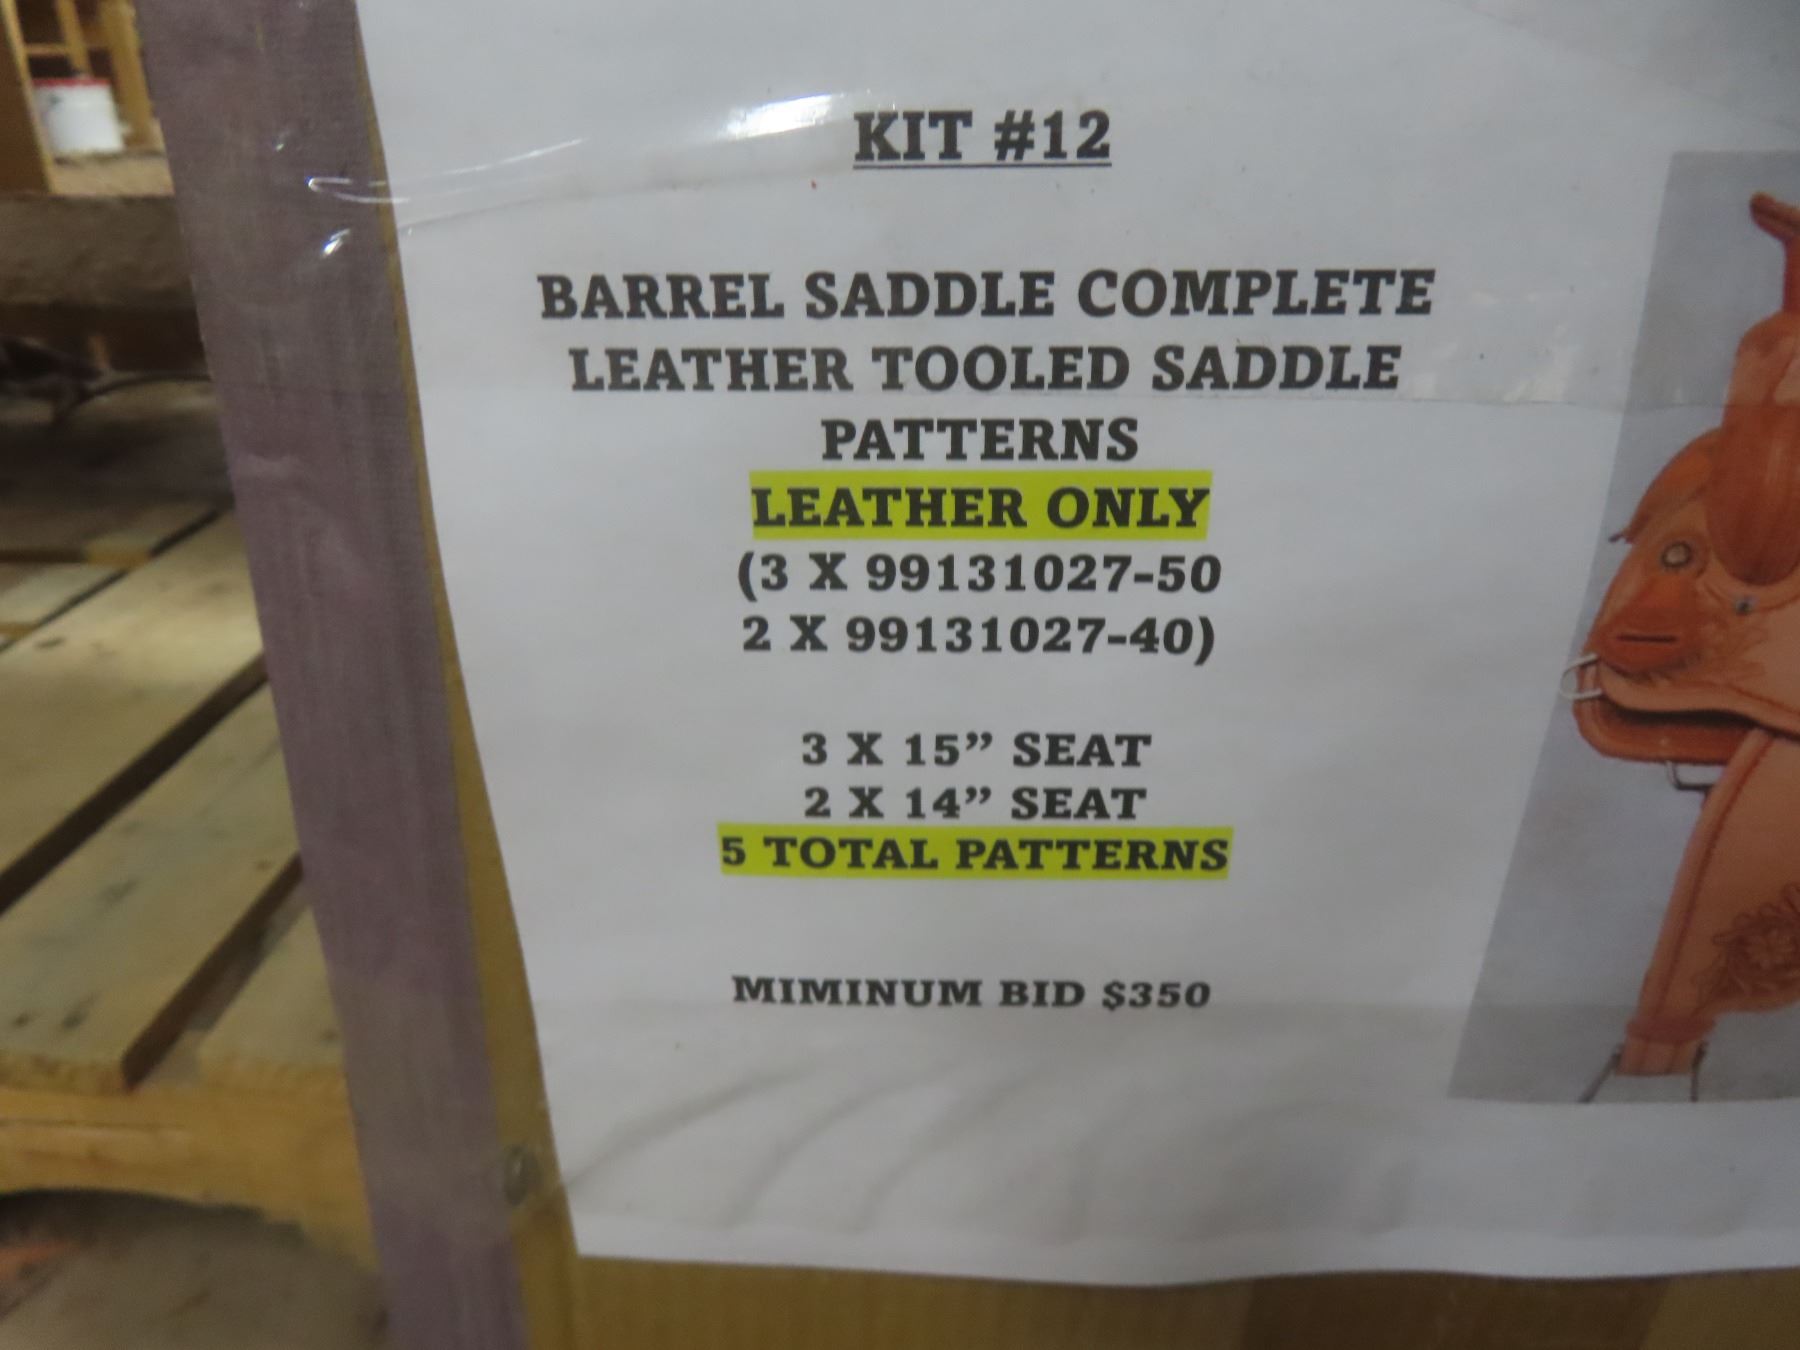 KIT #12
BARREL SADDLE COMPLETE
LEATHER TOOLED SADDLE
PATTERNS
LEATHER ONLY
(3 X 99131027-50
2 X 99131027-40)
3 X 15” SEAT
2 X 14” SEAT
5 TOTAL PATTERNS
MIMINUM BID $350